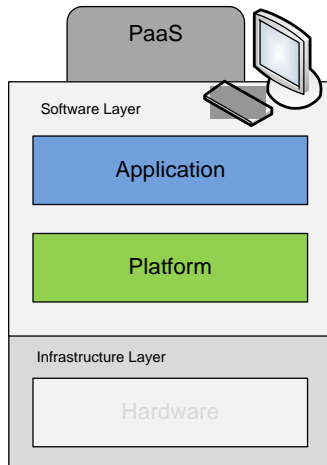 PaaS
Software Layer
Application
Platform
Infrastructure Layer
Hardware